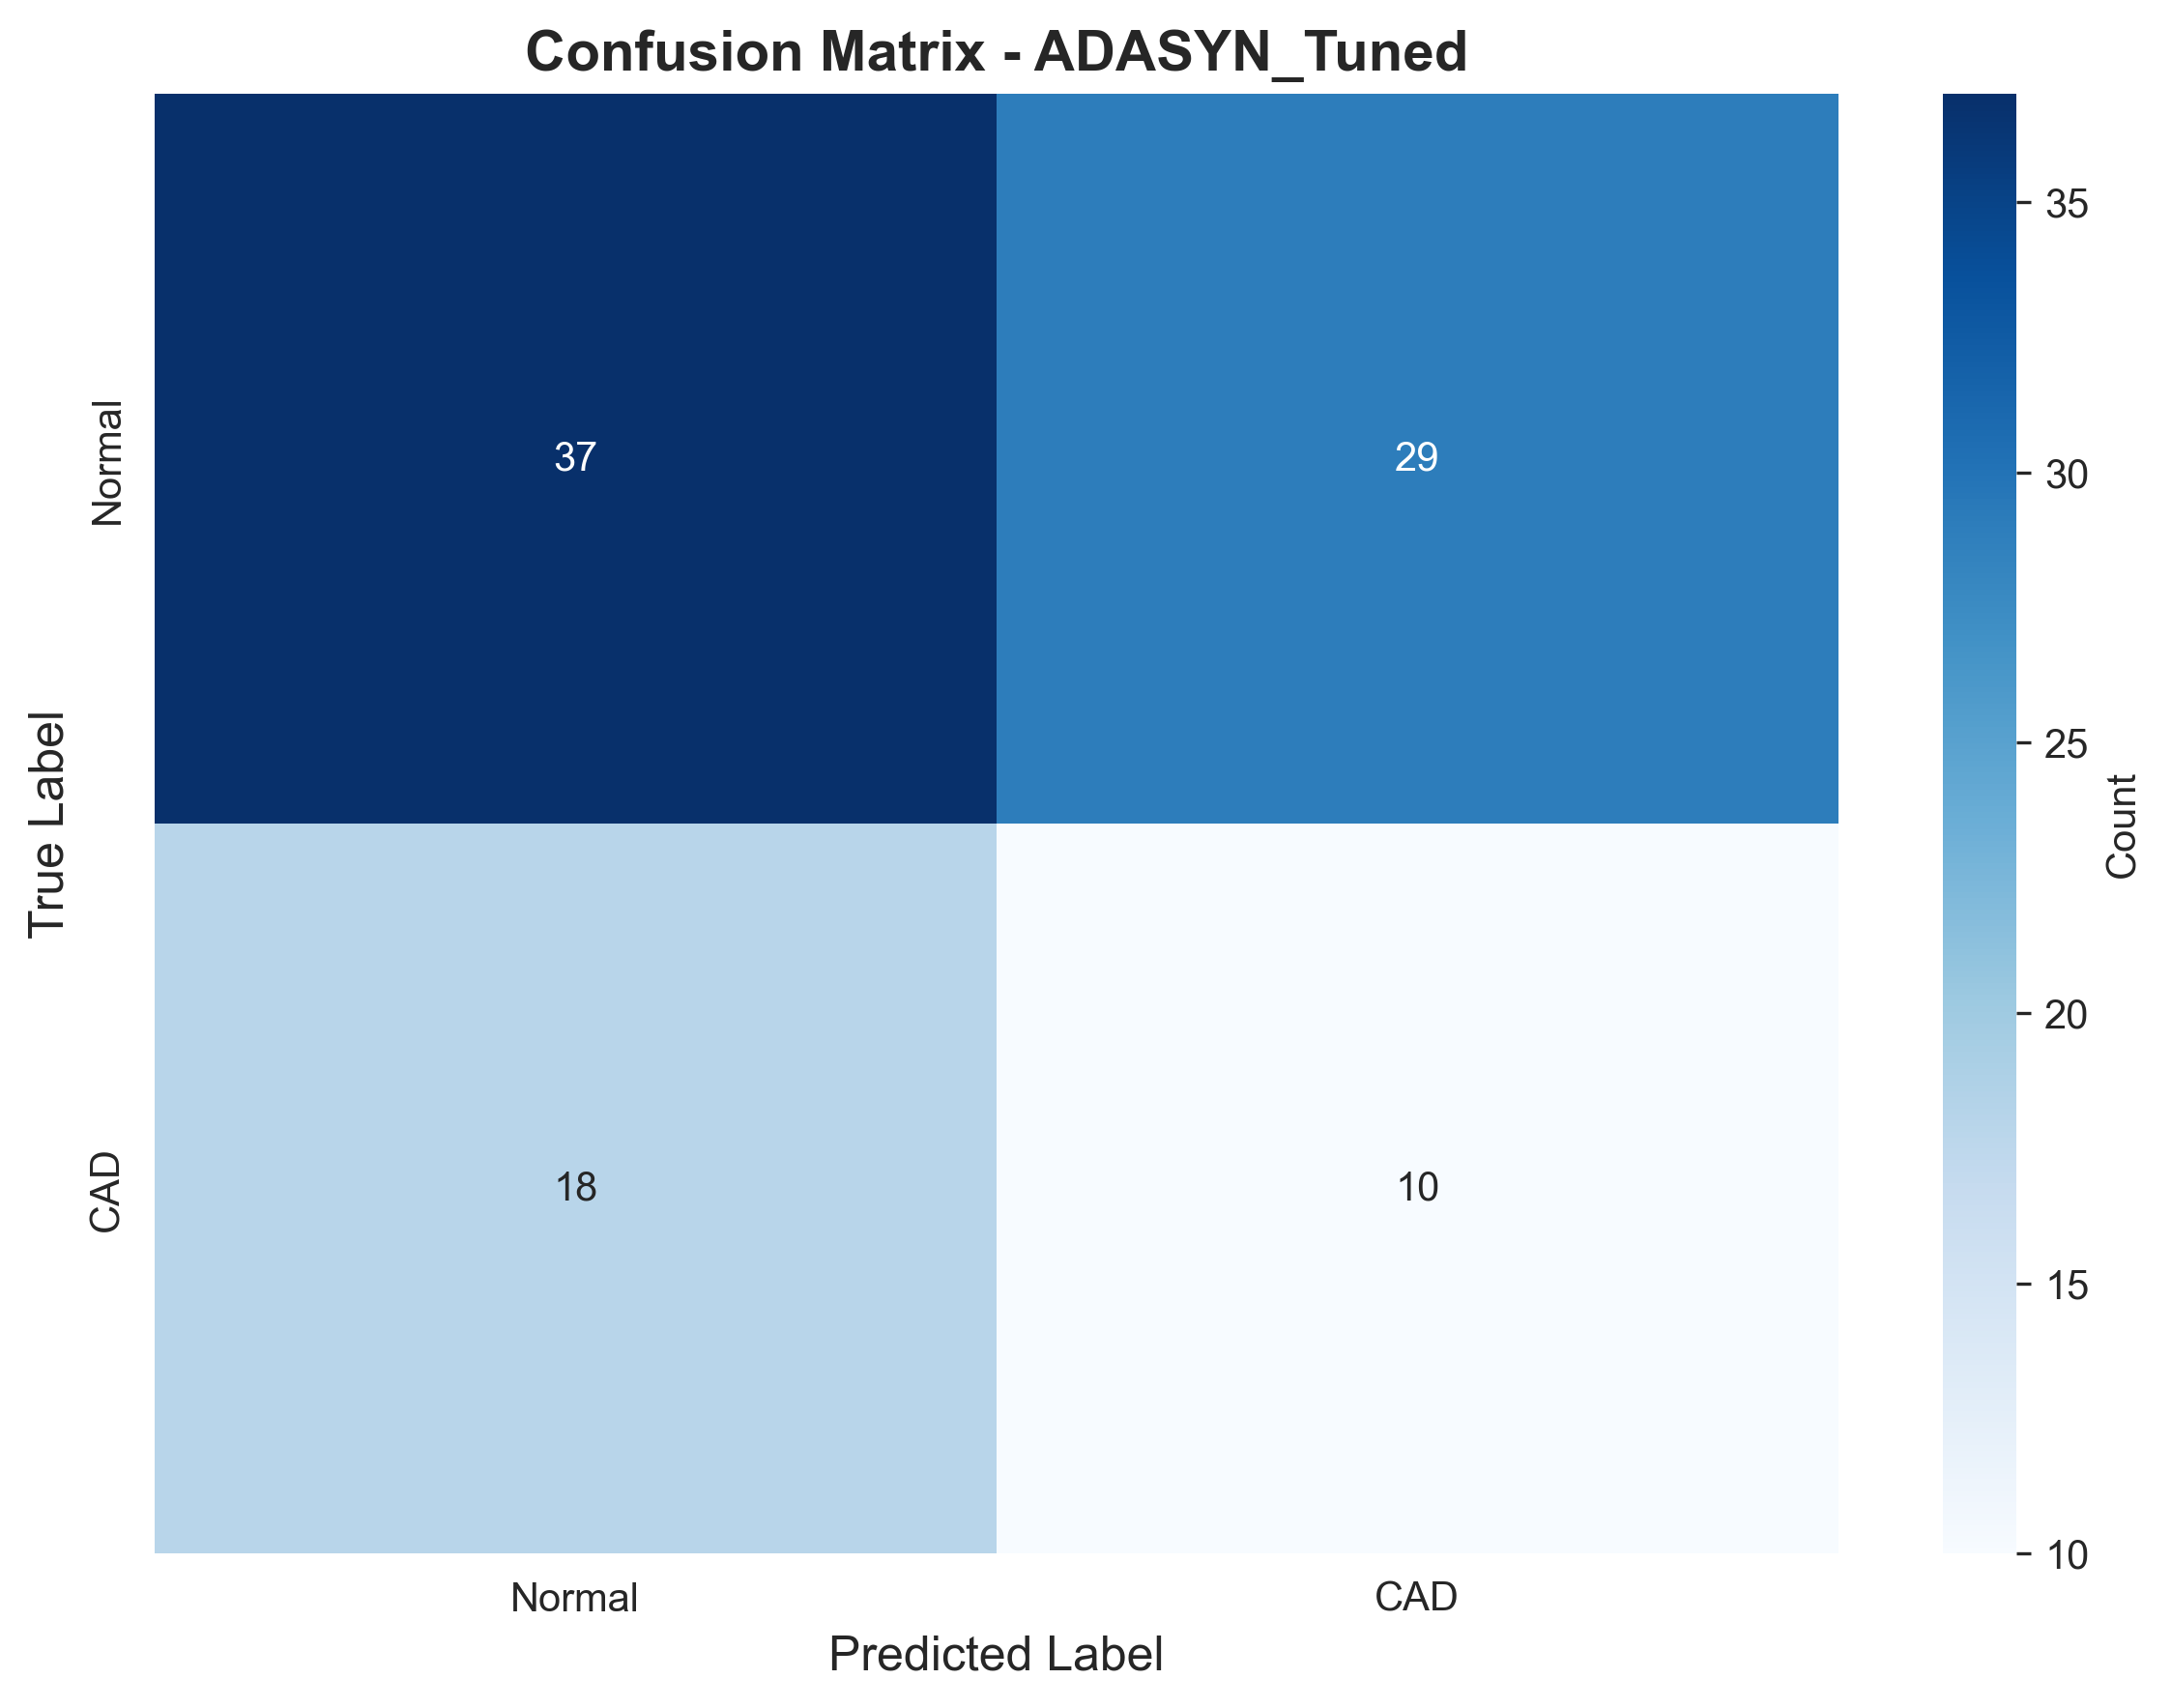 Confusion Matrix - ADASYN_Tuned
True Label
Normal
CAD
37
29
18
10
Normal
CAD
Predicted Label
35
30
25
20
15
10
Count